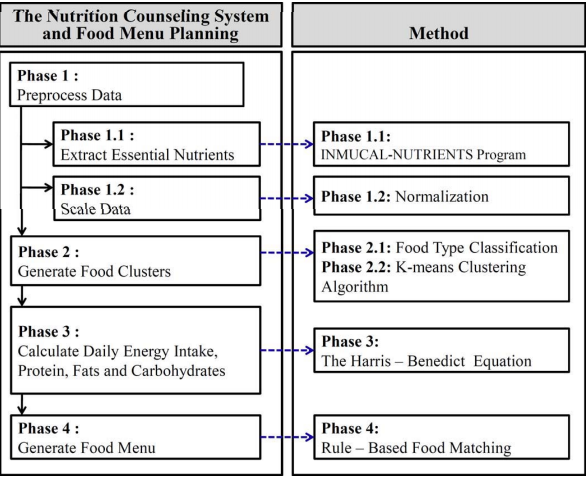 The Nutrition Counseling System
and Food Menu Planning
Method
Phase 1 :
Preprocess Data
Phase 1.1 :
Extract Essential Nutrients
Phase 1.1:
INMUCAL-NUTRIENTS Program
Phase 1.2 :
Scale Data
Phase 1.2: Normalization
Phase 2 :
Generate Food Clusters
Phase 2.1: Food Type Classification
Phase 2.2: K-means Clustering
Algorithm
Phase 3 :
Calculate Daily Energy Intake,
Protein, Fats and Carbohydrates
Phase 3:
The Harris – Benedict Equation
Phase 4 :
Generate Food Menu
Phase 4:
Rule – Based Food Matching